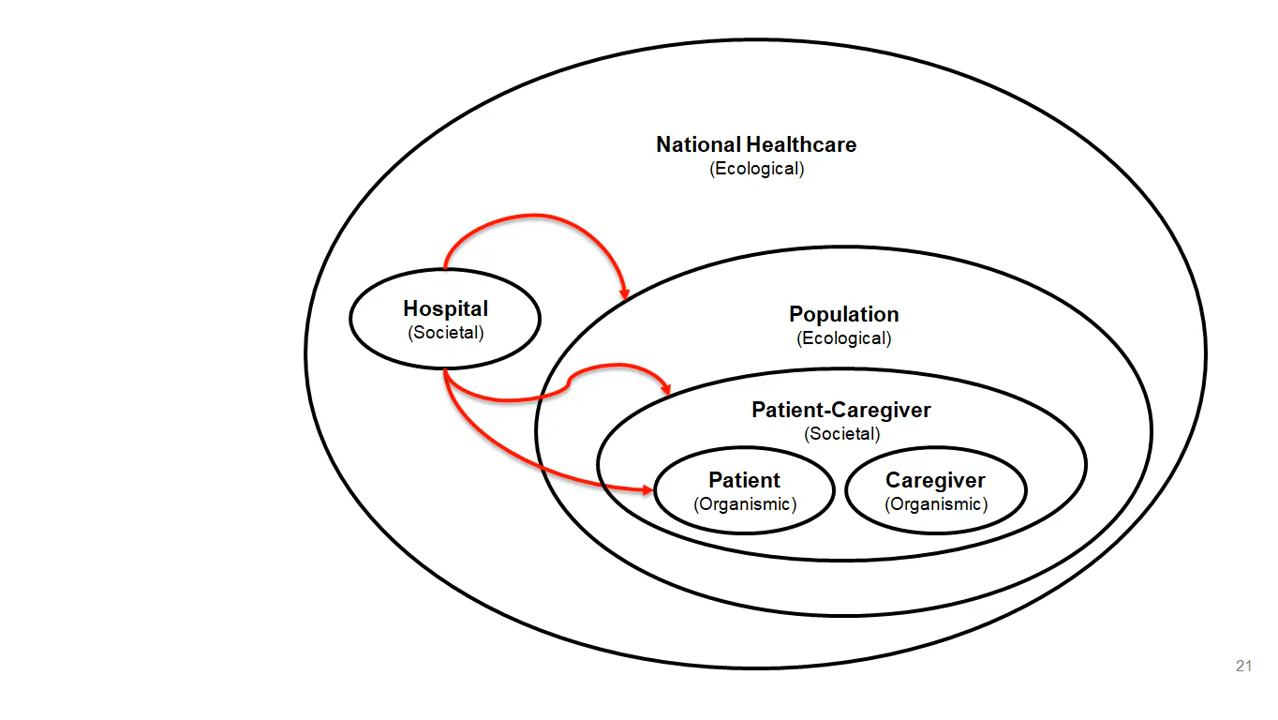 National Healthcare
(Ecological)
Hospital
(Societal)
Population
(Ecological)
Patient-Caregiver
(Societal)
Patient
(Organismic)
Caregiver
(Organismic)
21